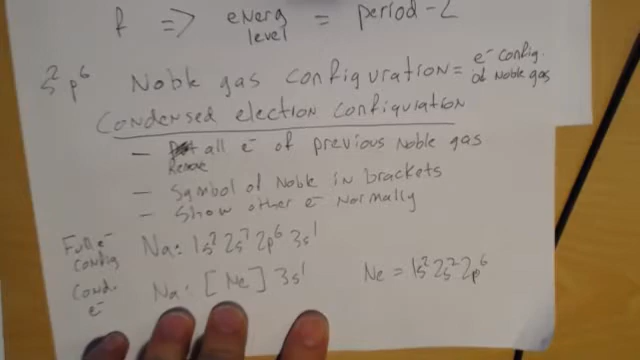 f => energy level = period - 2
s² p⁶ Noble gas configuration = e⁻ config. of Noble gas
Condensed election configuration
— all e⁻ of previous Noble gas
Remove
— Symbol of Noble in brackets
— Show other e⁻ Normally
Full e⁻ config Na: 1s² 2s² 2p⁶ 3s¹
Cond. e⁻ Na: [Ne] 3s¹ Ne = 1s² 2s² 2p⁶